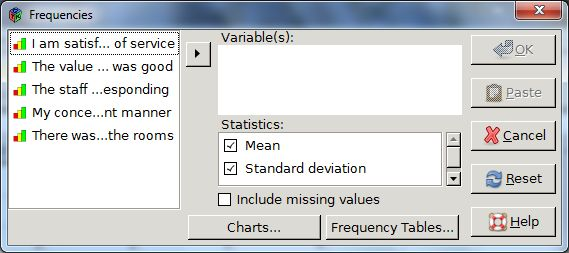 Frequencies
I am satisf... of service
The value ... was good
The staff ...esponding
My conce...nt manner
There was...the rooms
Variable(s):
Statistics:
Mean
Standard deviation
Include missing values
Charts...
Frequency Tables...
OK
Paste
Cancel
Reset
Help